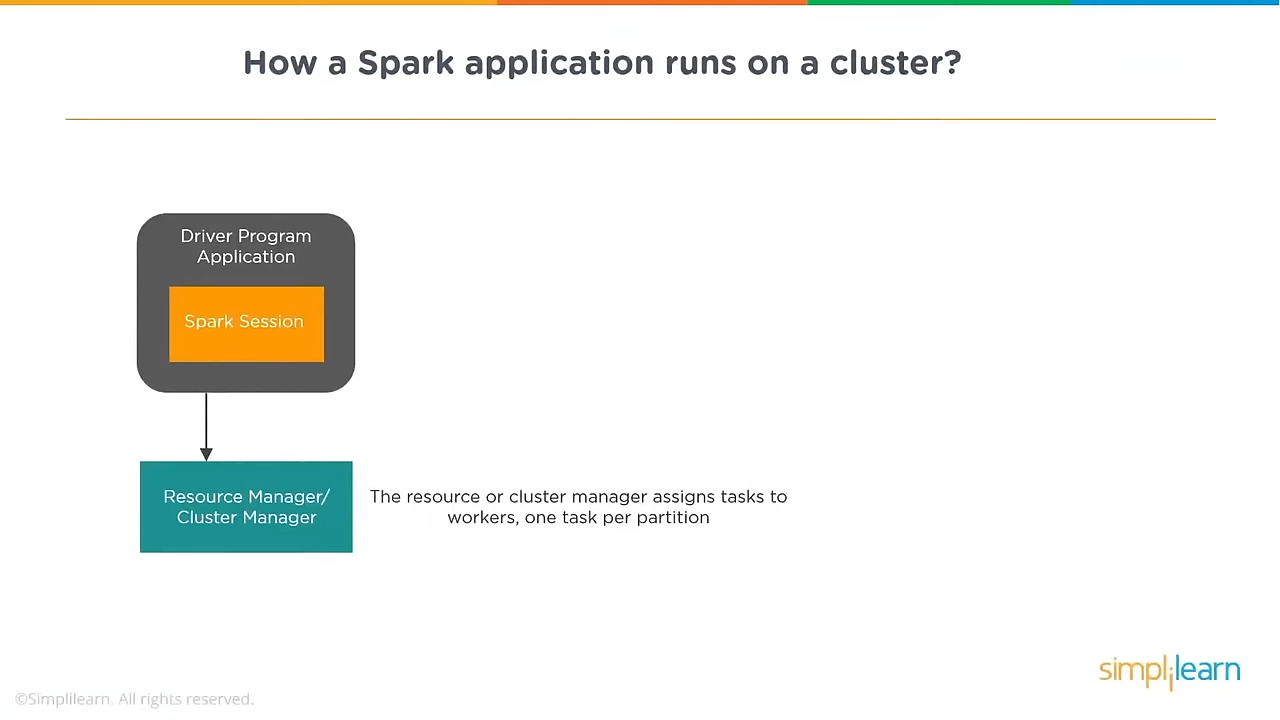 How a Spark application runs on a cluster?
Driver Program
Application
Spark Session
Resource Manager/
Cluster Manager
The resource or cluster manager assigns tasks to
workers, one task per partition
simplilearn
©Simplilearn. All rights reserved.